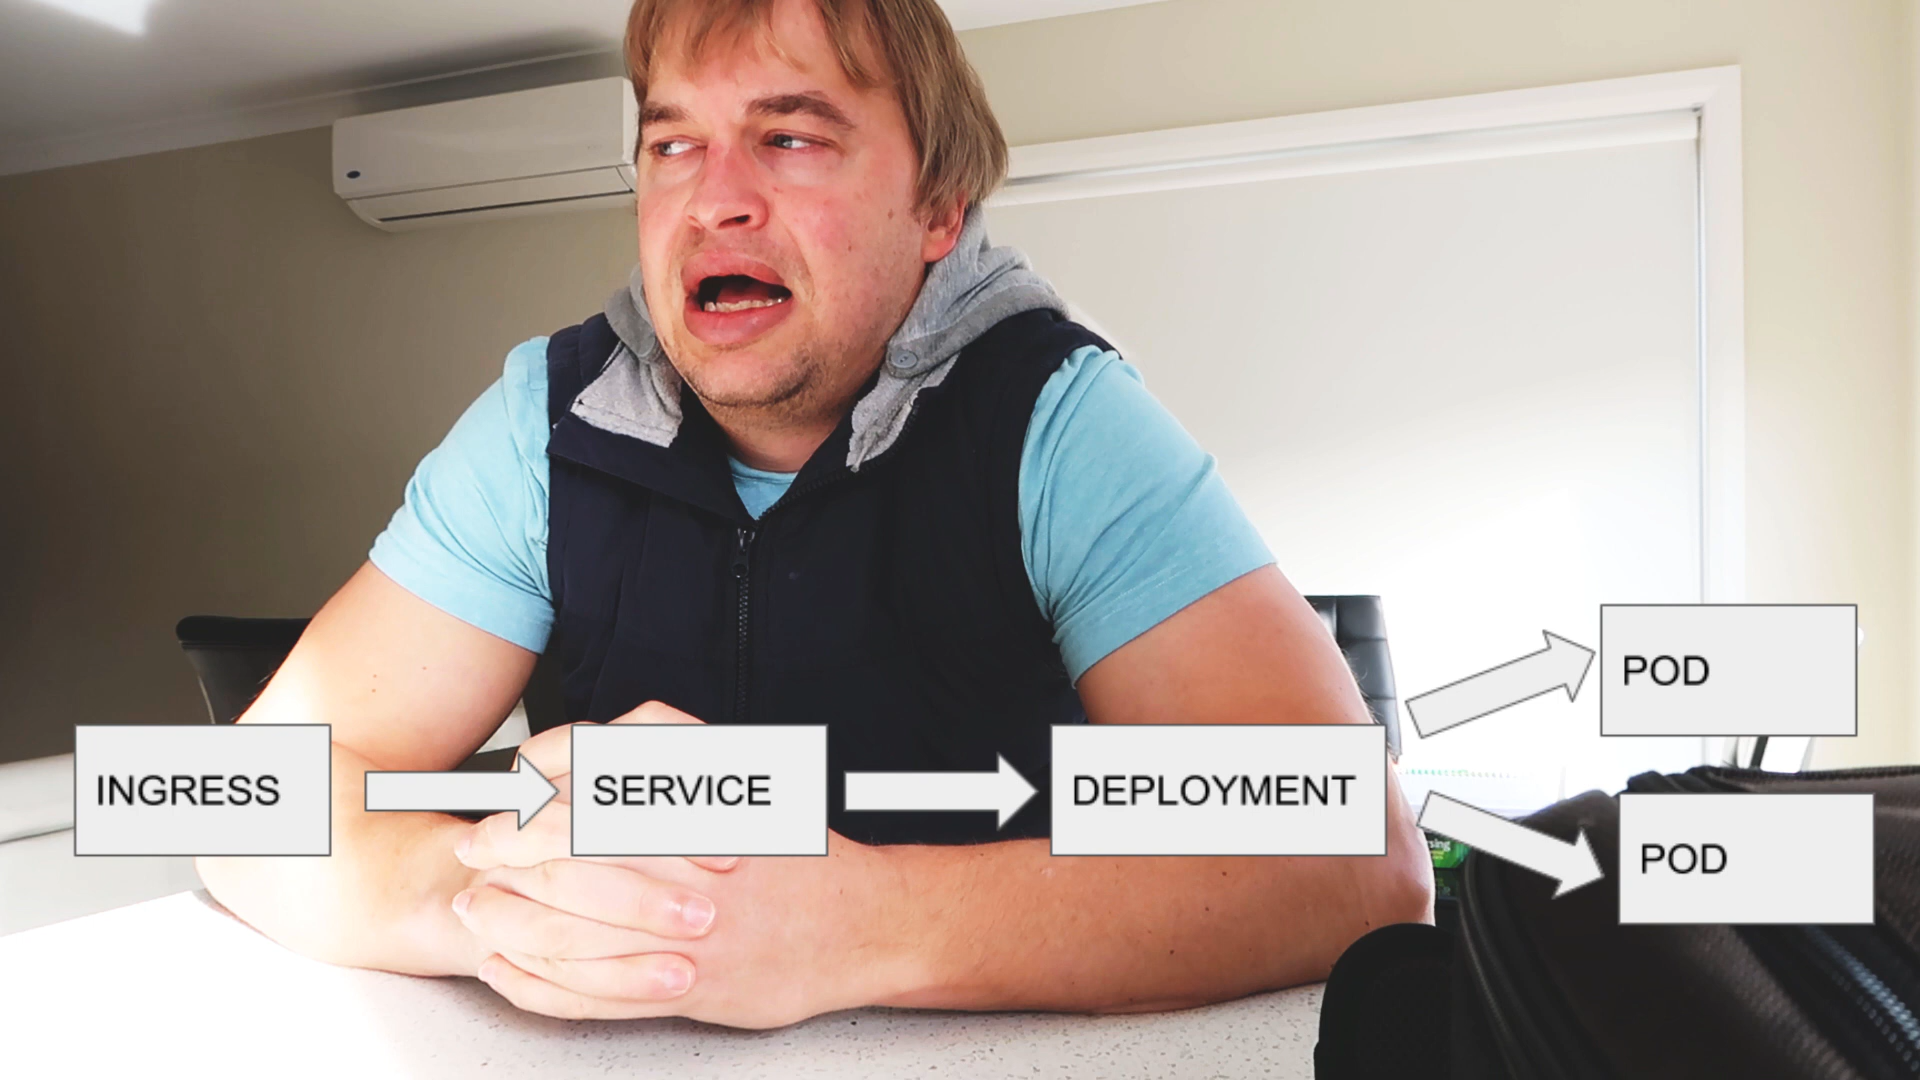 INGRESS
SERVICE
DEPLOYMENT
POD
POD